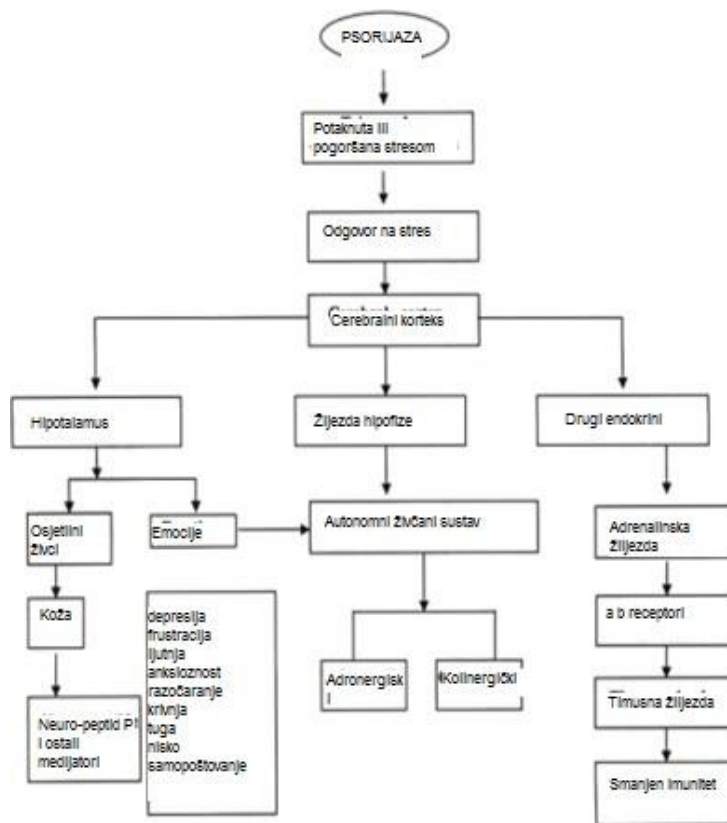 PSORIJAZA
Potaknuta III
pogoršana stresom
Odgovor na stres
Cerebralni korteks
Hipotalamus
Žlijezda hipofize
Drugi endokrini
Osjetilni
živci
Emocije
Autonomni živčani sustav
Adrenalinska
žlijezda
Koža
depresija
frustracija
ljutnja
anksioznost
razočaranje
krivnja
tuga
nisko
samopoštovanje
a b receptori
Adronergisk
i
Kolinergički
Neuro-peptid P
i ostali
medijatori
Timusna žlijezda
Smanjen imunitet